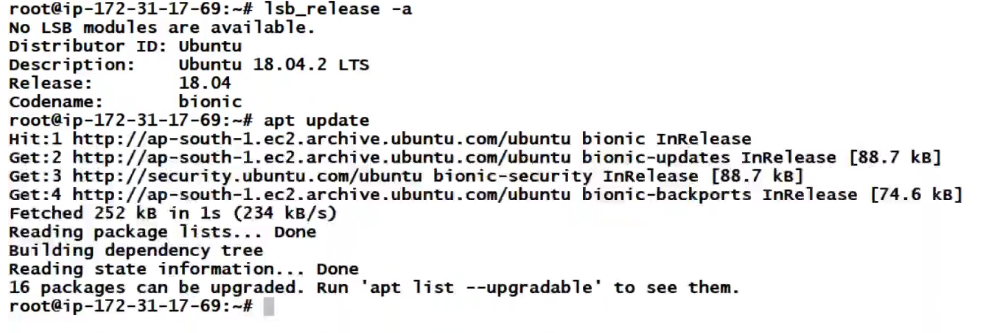 root@ip-172-31-17-69:~# lsb_release -a
No LSB modules are available.
Distributor ID: Ubuntu
Description:    Ubuntu 18.04.2 LTS
Release:        18.04
Codename:       bionic
root@ip-172-31-17-69:~# apt update
Hit:1 http://ap-south-1.ec2.archive.ubuntu.com/ubuntu bionic InRelease
Get:2 http://ap-south-1.ec2.archive.ubuntu.com/ubuntu bionic-updates InRelease [88.7 kB]
Get:3 http://security.ubuntu.com/ubuntu bionic-security InRelease [88.7 kB]
Get:4 http://ap-south-1.ec2.archive.ubuntu.com/ubuntu bionic-backports InRelease [74.6 kB]
Fetched 252 kB in 1s (234 kB/s)
Reading package lists... Done
Building dependency tree
Reading state information... Done
16 packages can be upgraded. Run 'apt list --upgradable' to see them.
root@ip-172-31-17-69:~#